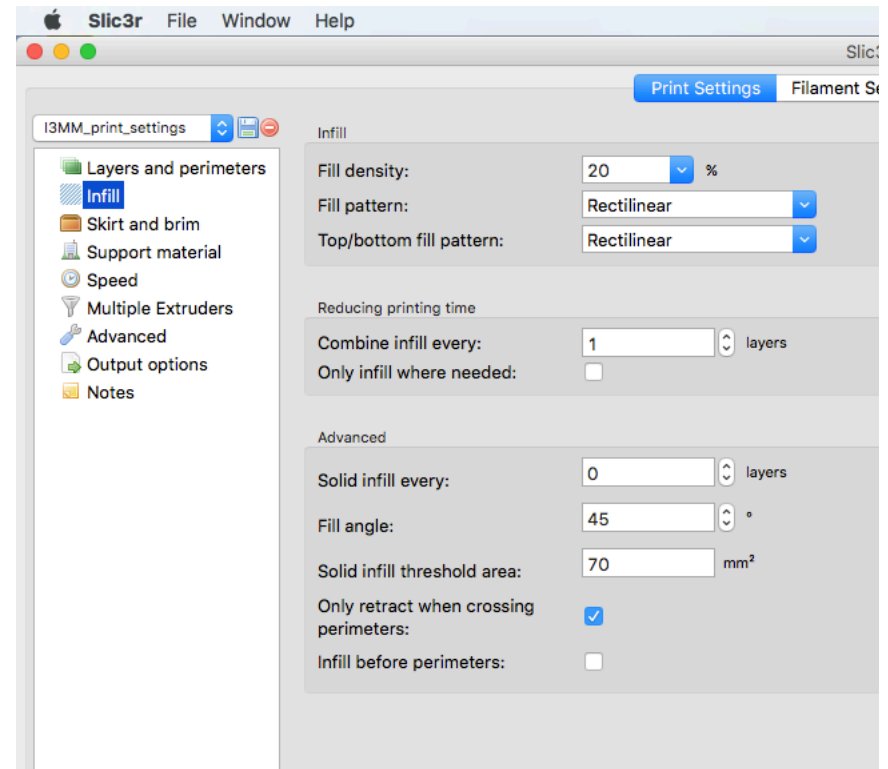 Slic3r File Window Help
Slic3
Print Settings Filament Se
I3MM_print_settings
Layers and perimeters
Infill
Skirt and brim
Support material
Speed
Multiple Extruders
Advanced
Output options
Notes
Infill
Fill density: 20 %
Fill pattern: Rectilinear
Top/bottom fill pattern: Rectilinear
Reducing printing time
Combine infill every: 1 layers
Only infill where needed:
Advanced
Solid infill every: 0 layers
Fill angle: 45 °
Solid infill threshold area: 70 mm²
Only retract when crossing
perimeters:
Infill before perimeters: